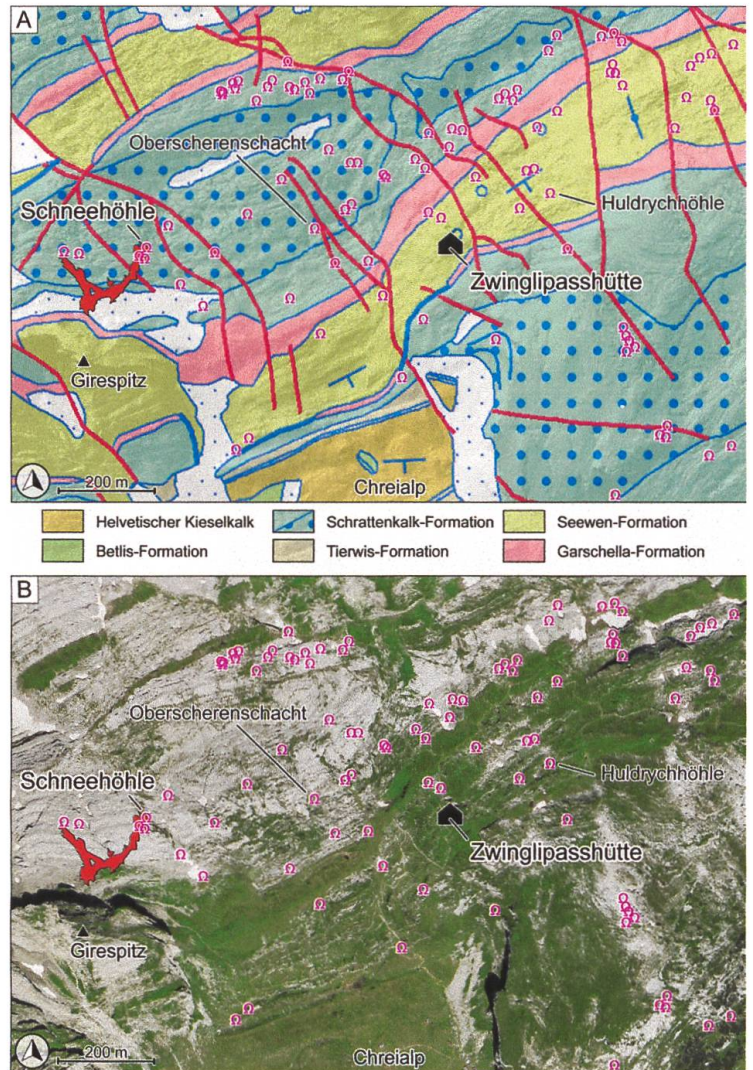 A
Oberscherenschacht
Schneehöhle
Huldrychhöhle
Zwinglipasshütte
Girespitz
200 m
Chreialp
Helvetischer Kieselkalk
Schrattenkalk-Formation
Seewen-Formation
Betlis-Formation
Tierwis-Formation
Garschella-Formation
B
Oberscherenschacht
Schneehöhle
Huldrychhöhle
Zwinglipasshütte
Girespitz
200 m
Chreialp